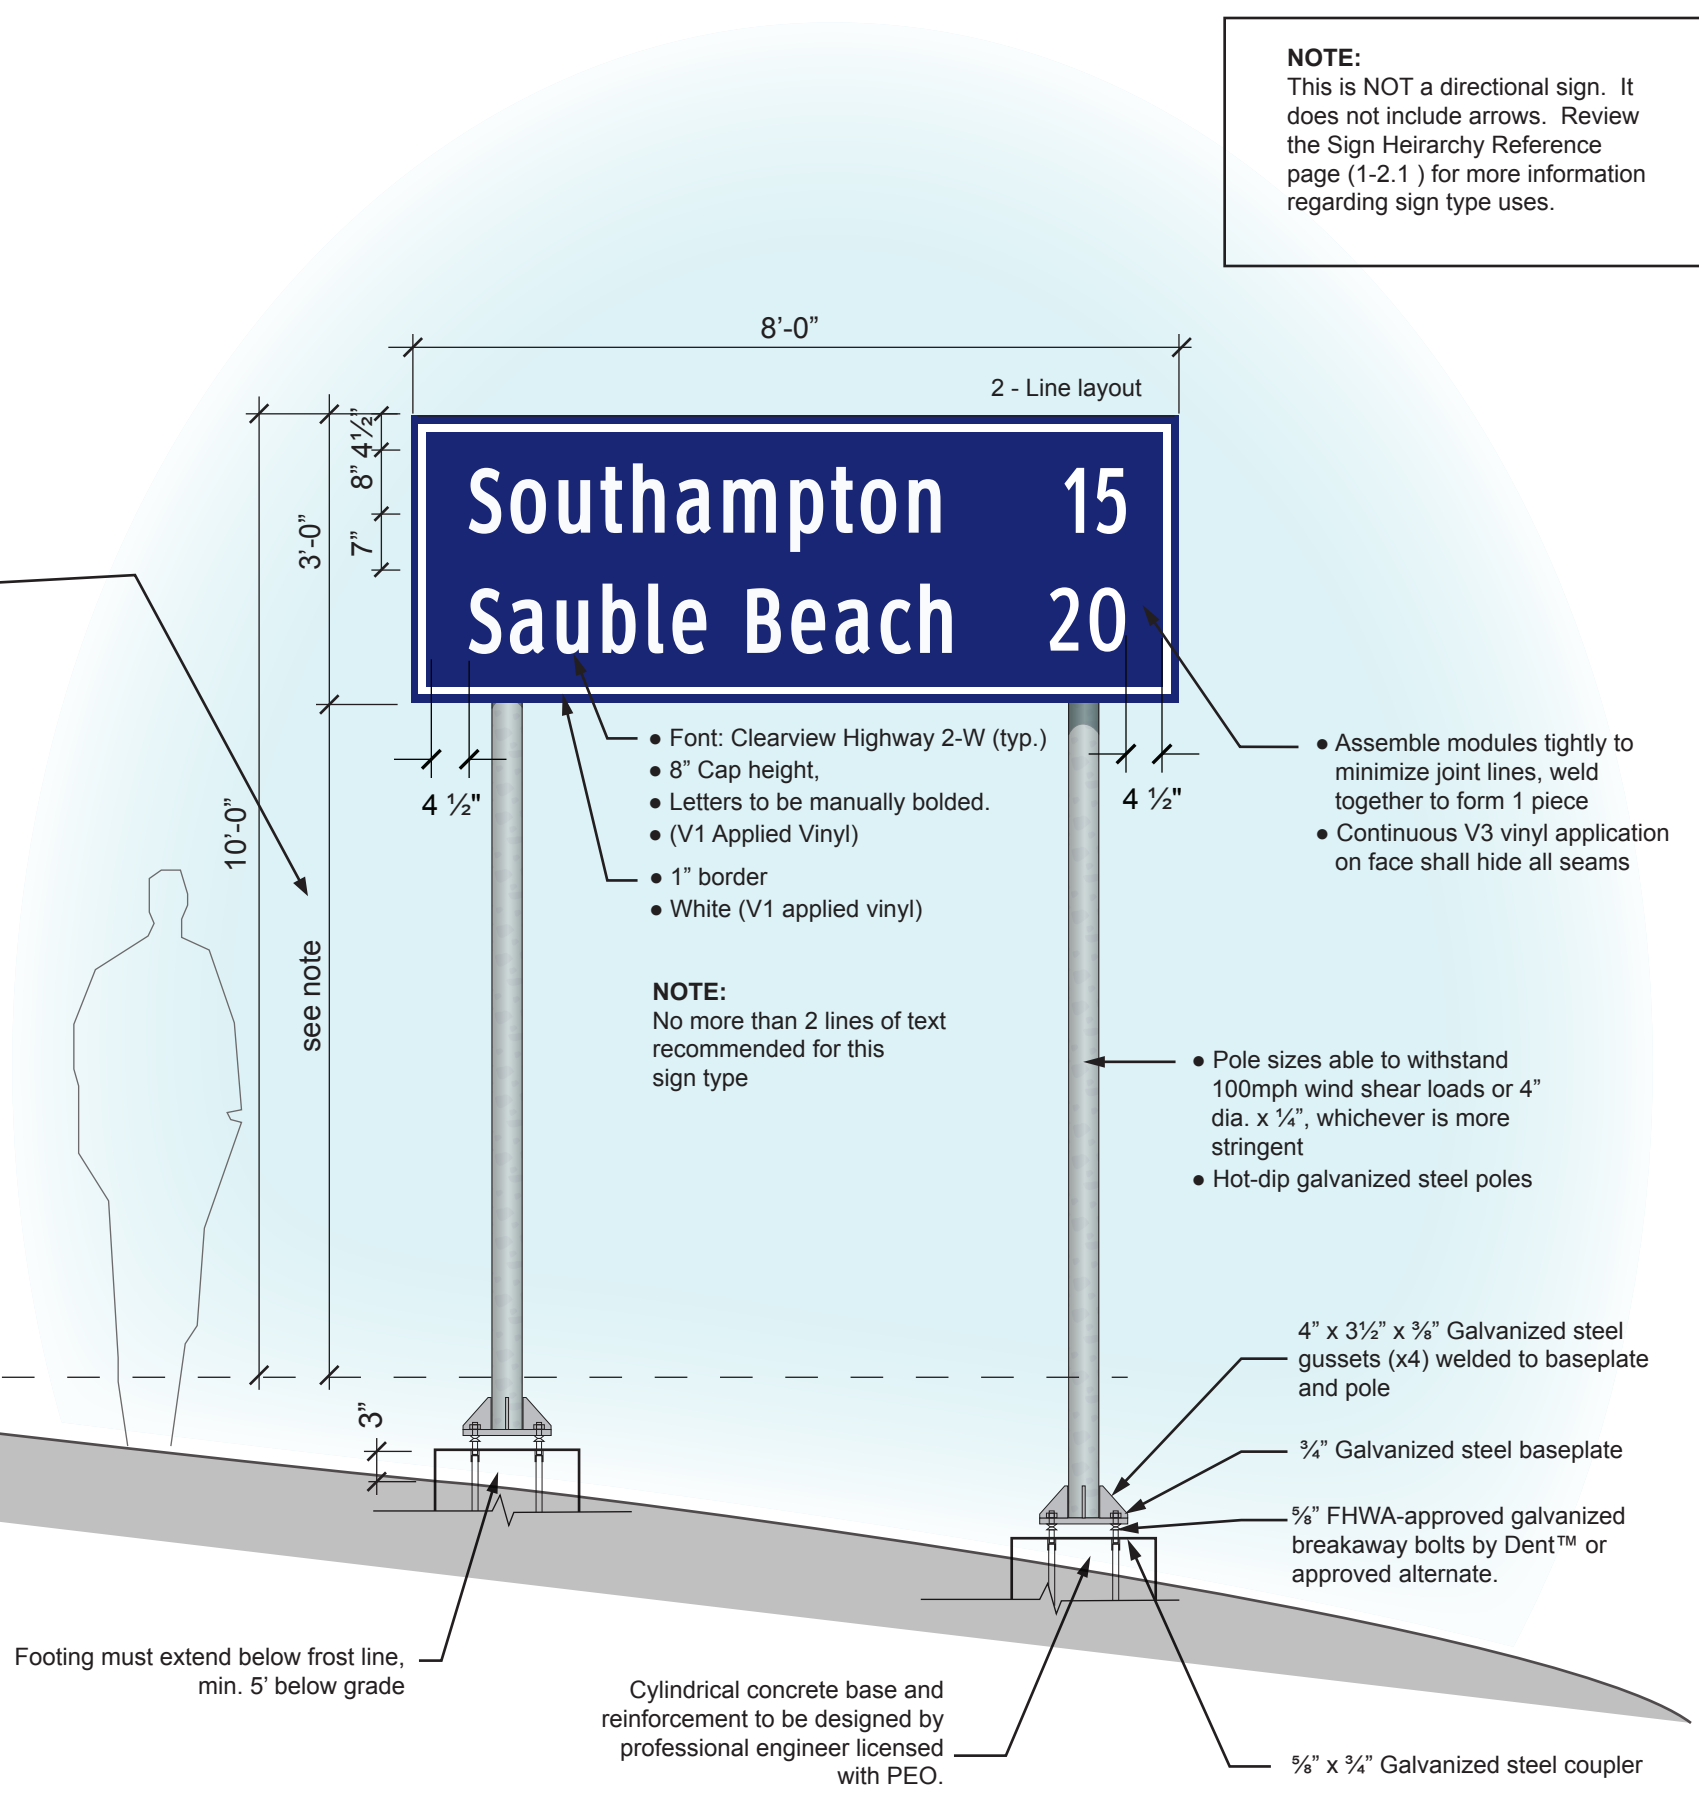 NOTE:
This is NOT a directional sign.  It
does not include arrows.  Review
the Sign Heirarchy Reference
page (1-2.1 ) for more information
regarding sign type uses.
8’-0”
2 - Line layout
4½”
8”
7”
3’-0”
10’-0”
see note
Southampton 15
Sauble Beach 20
4 ½"
4 ½"
● Font: Clearview Highway 2-W (typ.)
● 8” Cap height,
● Letters to be manually bolded.
● (V1 Applied Vinyl)
● 1” border
● White (V1 applied vinyl)
● Assemble modules tightly to
minimize joint lines, weld
together to form 1 piece
● Continuous V3 vinyl application
on face shall hide all seams
NOTE:
No more than 2 lines of text
recommended for this
sign type
● Pole sizes able to withstand
100mph wind shear loads or 4”
dia. x ¼”, whichever is more
stringent
● Hot-dip galvanized steel poles
4” x 3½” x ⅜” Galvanized steel
gussets (x4) welded to baseplate
and pole
3”
¾” Galvanized steel baseplate
⅝” FHWA-approved galvanized
breakaway bolts by Dent™ or
approved alternate.
Footing must extend below frost line,
min. 5’ below grade
Cylindrical concrete base and
reinforcement to be designed by
professional engineer licensed
with PEO.
⅝” x ¾” Galvanized steel coupler